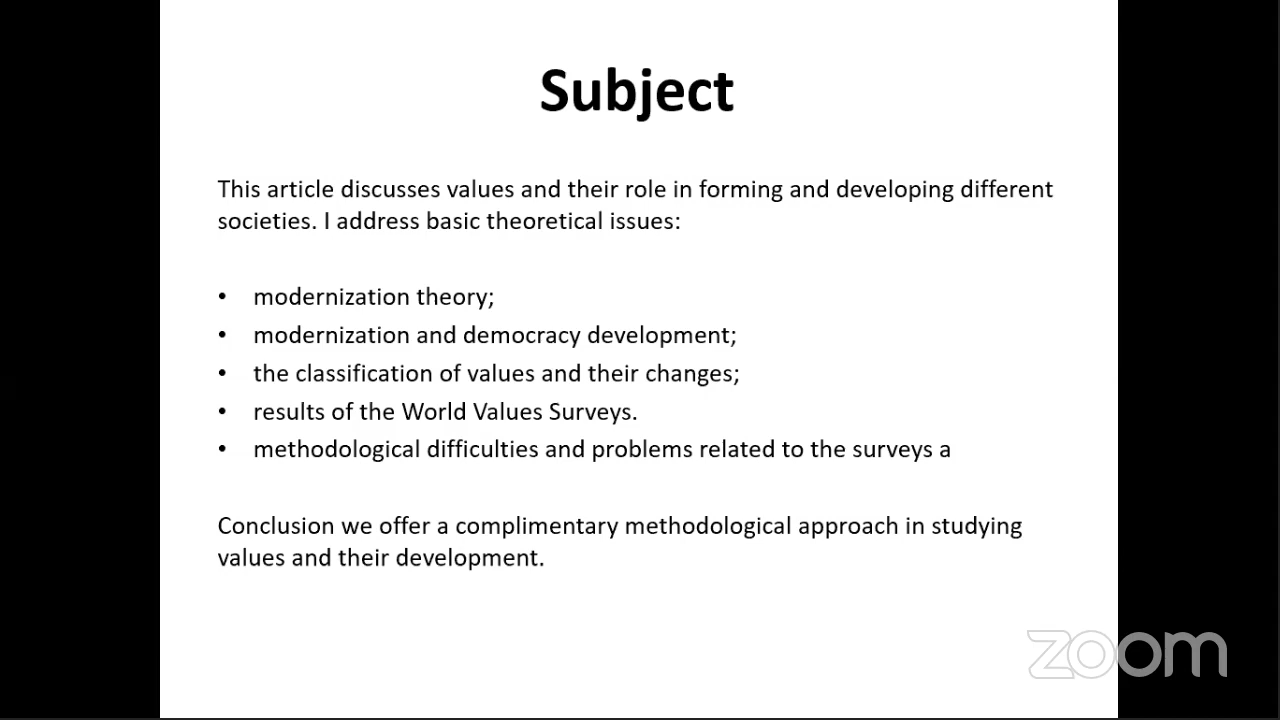 Subject
This article discusses values and their role in forming and developing different
societies. I address basic theoretical issues:
• modernization theory;
• modernization and democracy development;
• the classification of values and their changes;
• results of the World Values Surveys.
• methodological difficulties and problems related to the surveys a
Conclusion we offer a complimentary methodological approach in studying
values and their development.
zoom